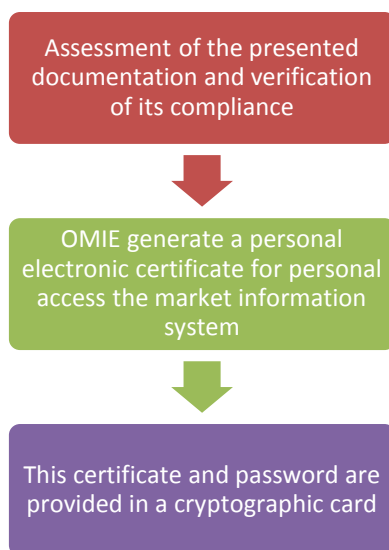 Assessment of the presented
documentation and verification
of its compliance
OMIE generate a personal
electronic certificate for personal
access the market information
system
This certificate and password are
provided in a cryptographic card